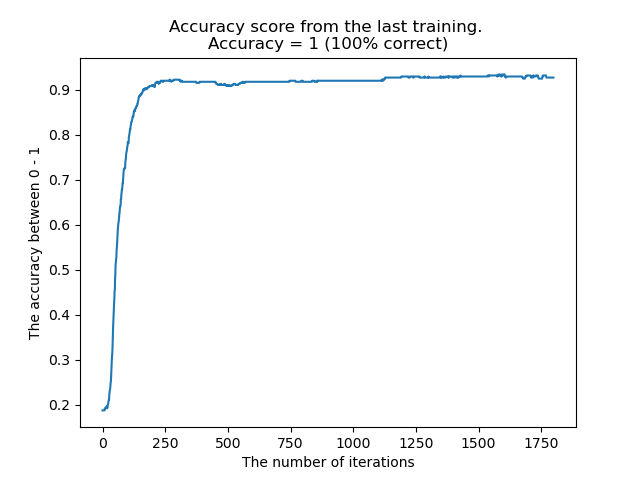 Accuracy score from the last training.
Accuracy = 1 (100% correct)
The accuracy between 0 - 1
0.9
0.8
0.7
0.6
0.5
0.4
0.3
0.2
0 250 500 750 1000 1250 1500 1750
The number of iterations